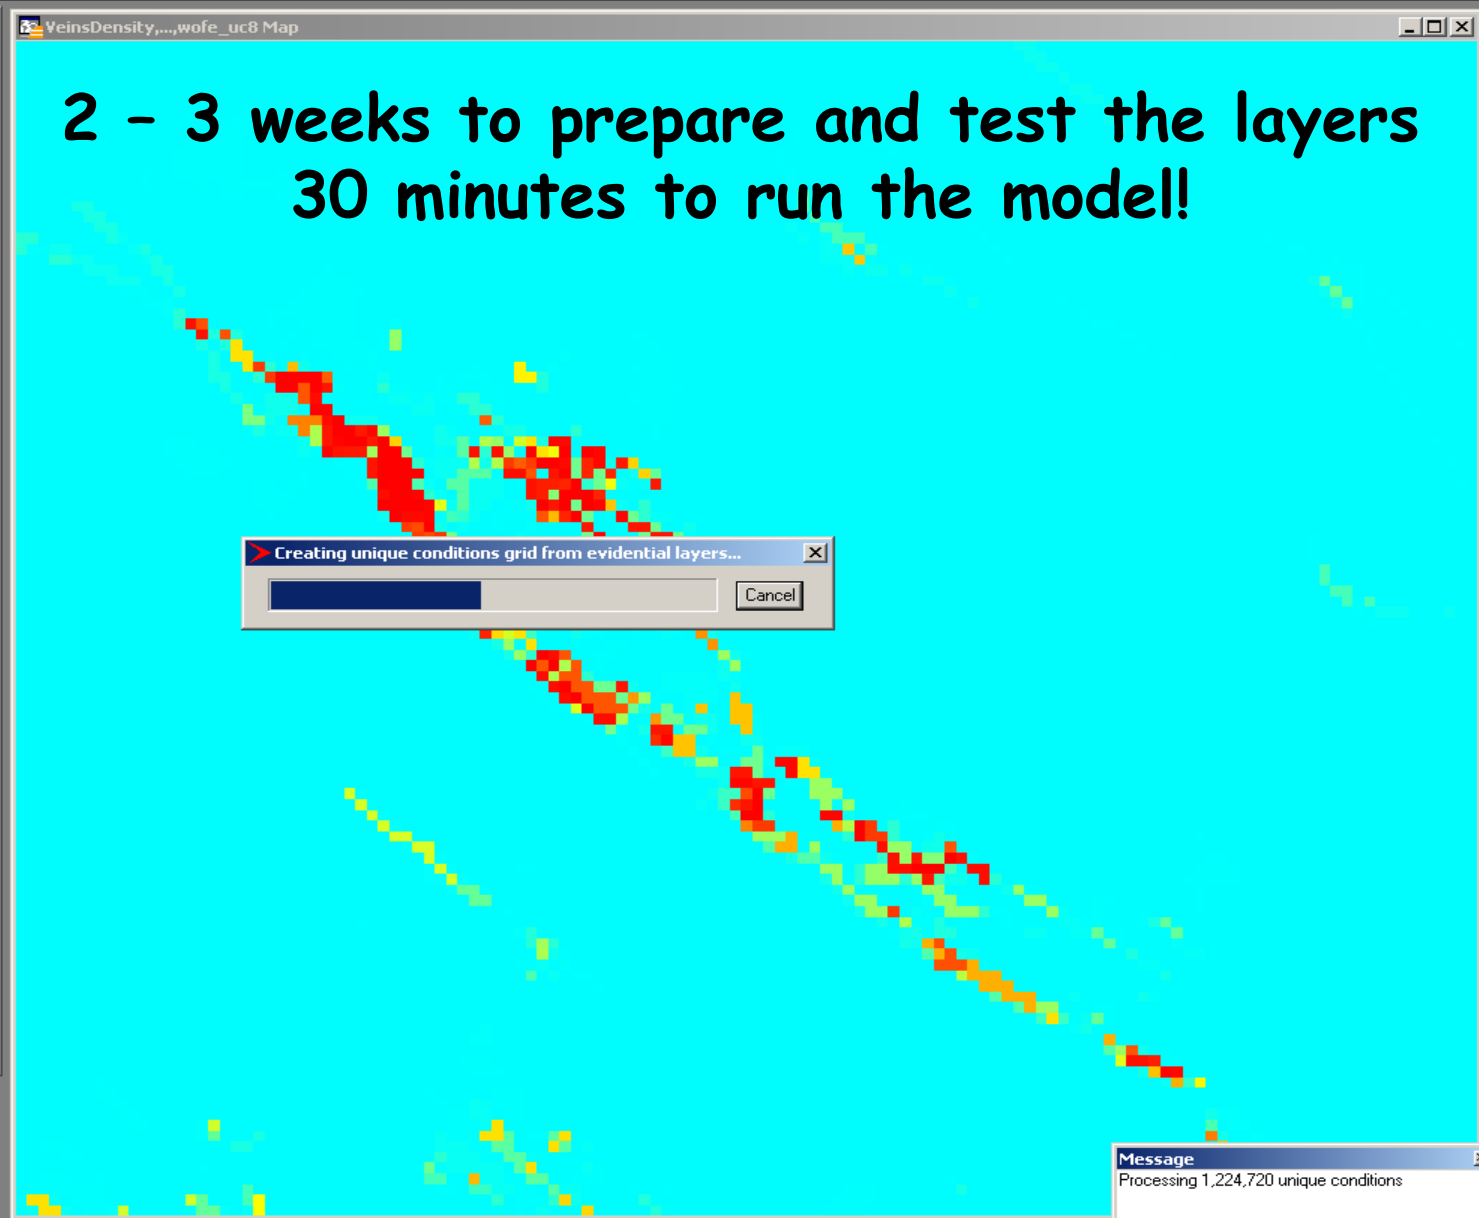 VeinsDensity,...,wofe_uc8 Map
2 – 3 weeks to prepare and test the layers
30 minutes to run the model!
Creating unique conditions grid from evidential layers...
Cancel
Message
Processing 1,224,720 unique conditions